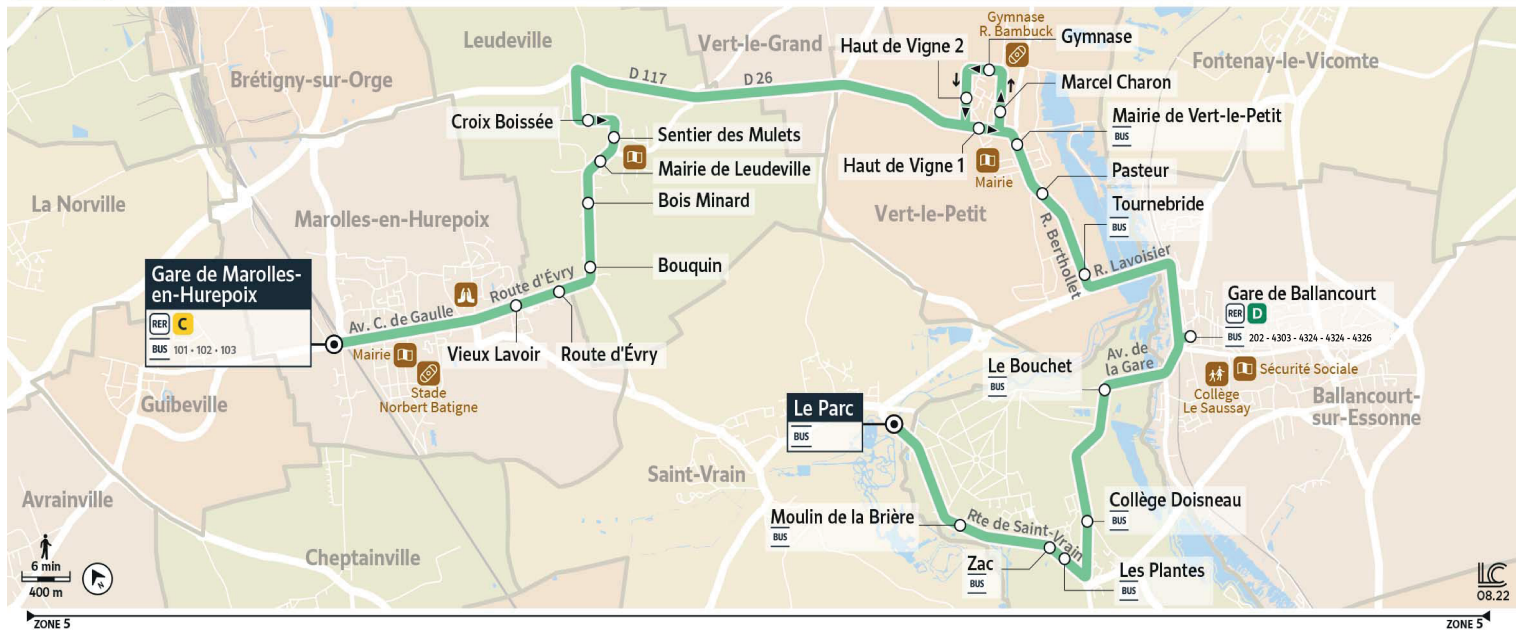 Leudeville
Vert-le-Grand
Gymnase
R. Bambuck
Gymnase
Haut de Vigne 2
Fontenay-le-Vicomte
Brétigny-sur-Orge
D 117
D 26
Marcel Charon
Croix Boissée
Sentier des Mulets
Mairie de Vert-le-Petit
BUS
Mairie de Leudeville
Haut de Vigne 1
Mairie
Pasteur
La Norville
Bois Minard
Marolles-en-Hurepoix
Vert-le-Petit
Tournebride
BUS
R. Berthollet
R. Lavoisier
Bouquin
Gare de Marolles-
en-Hurepoix
RER C
BUS 101 • 102 • 103
Route d'Évry
Av. C. de Gaulle
Gare de Ballancourt
RER D
BUS 202 - 4303 - 4324 - 4324 - 4326
Mairie
Vieux Lavoir
Route d'Évry
Stade
Norbert Batigne
Av. de
la Gare
Le Bouchet
BUS
Sécurité Sociale
Collège
Le Saussay
Guibeville
Le Parc
BUS
Ballancourt-
sur-Essonne
Saint-Vrain
Avrainville
Collège Doisneau
BUS
Moulin de la Brière
BUS
Rte de Saint-Vrain
Cheptainville
Zac
BUS
Les Plantes
BUS
6 min
400 m
N
LC
08.22
ZONE 5
ZONE 5